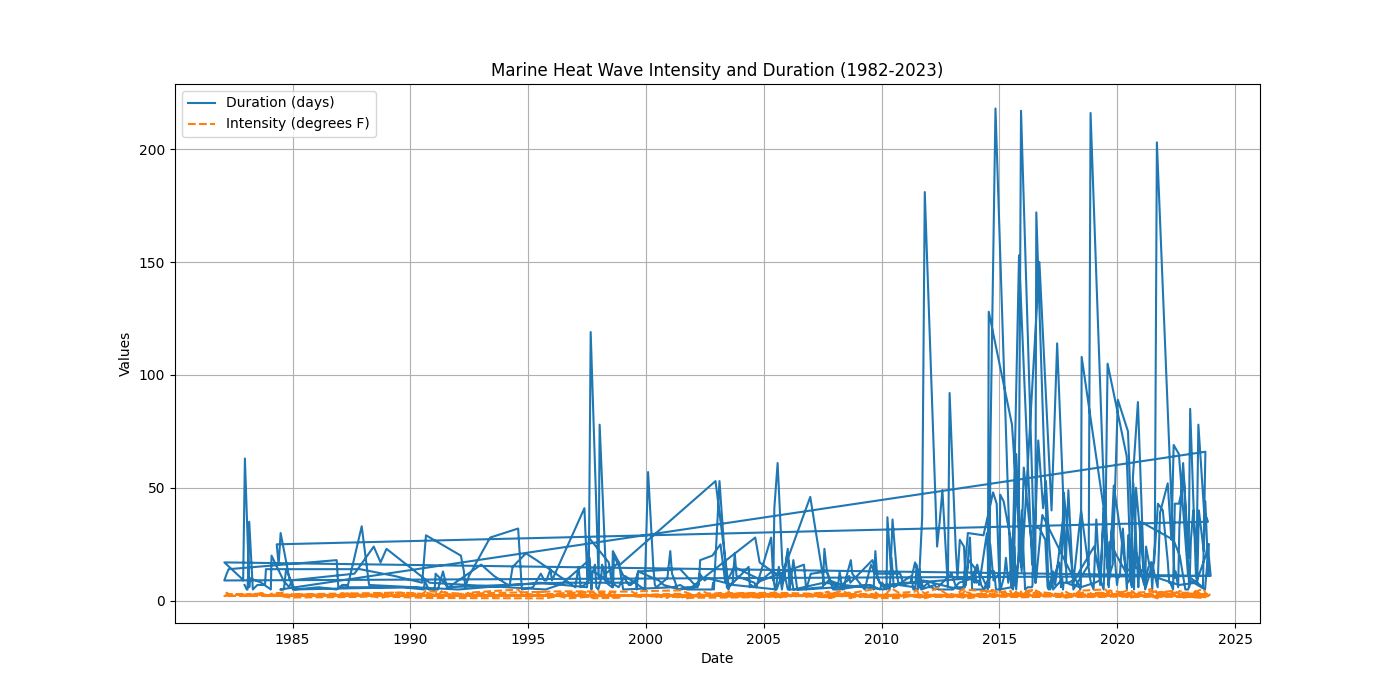 Marine Heat Wave Intensity and Duration (1982-2023)
Duration (days)
Intensity (degrees F)
200
150
100
50
0
Values
1985 1990 1995 2000 2005 2010 2015 2020 2025
Date